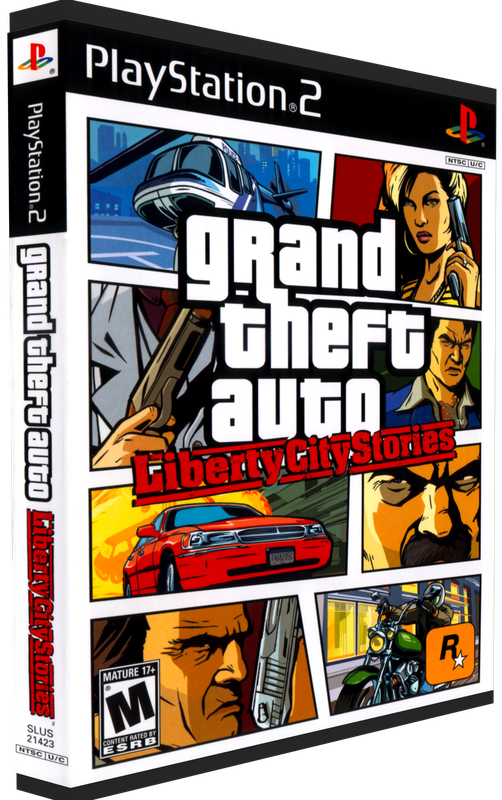 PlayStation®2
NTSC U/C
grand
theft
auto
Liberty City Stories
MATURE 17+
M
CONTENT RATED BY
ESRB
R
PlayStation®2
grand theft auto
Liberty City Stories
SLUS
21423
NTSC U/C